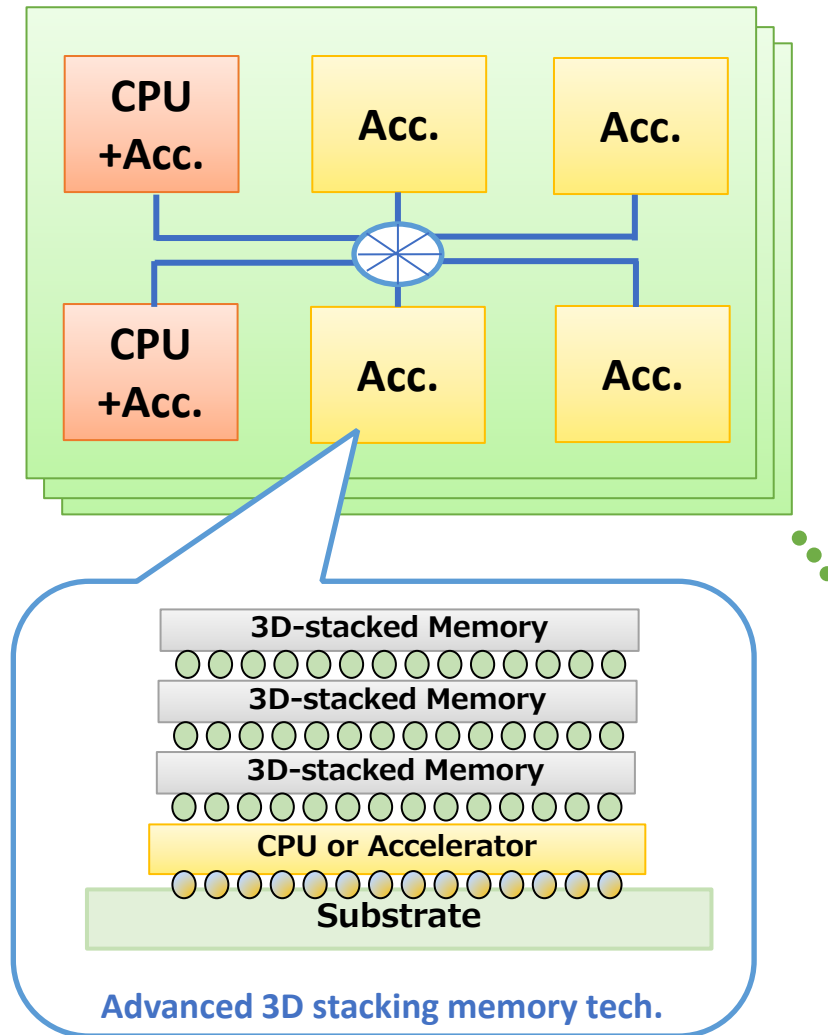 CPU
+Acc.
Acc.
Acc.
CPU
+Acc.
Acc.
Acc.
3D-stacked Memory
3D-stacked Memory
3D-stacked Memory
CPU or Accelerator
Substrate
Advanced 3D stacking memory tech.